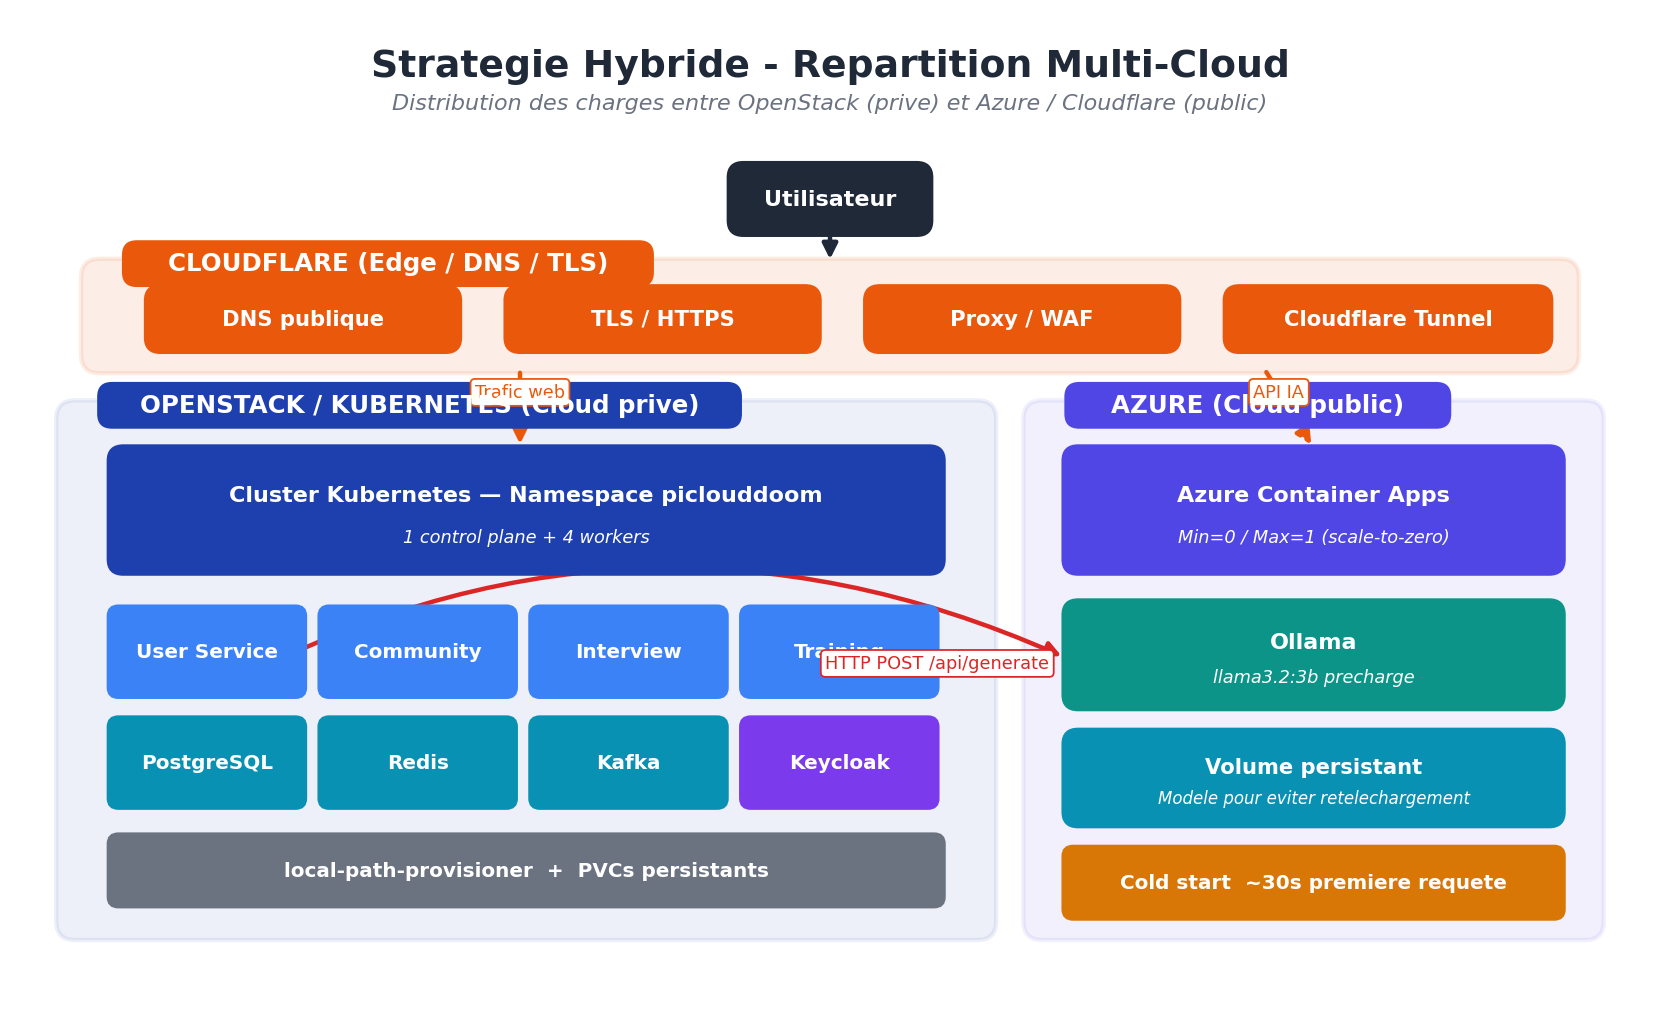 Strategie Hybride - Repartition Multi-Cloud
Distribution des charges entre OpenStack (prive) et Azure / Cloudflare (public)
Utilisateur
CLOUDFLARE (Edge / DNS / TLS)
DNS publique
TLS / HTTPS
Proxy / WAF
Cloudflare Tunnel
Trafic web
API IA
OPENSTACK / KUBERNETES (Cloud prive)
AZURE (Cloud public)
Cluster Kubernetes — Namespace piclouddoom
1 control plane + 4 workers
Azure Container Apps
Min=0 / Max=1 (scale-to-zero)
User Service
Community
Interview
Training
HTTP POST /api/generate
Ollama
llama3.2:3b precharge
PostgreSQL
Redis
Kafka
Keycloak
Volume persistant
Modele pour eviter retelechargement
local-path-provisioner + PVCs persistants
Cold start ~30s premiere requete